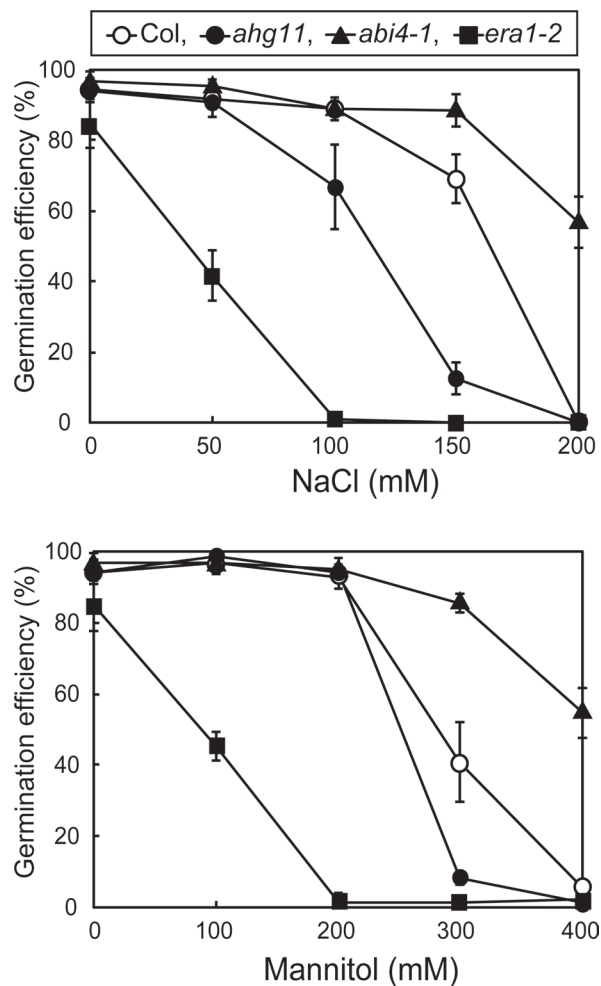 Col, ahg11, abi4-1, era1-2
Germination efficiency (%)
100
80
60
40
20
0
0 50 100 150 200
NaCl (mM)
Germination efficiency (%)
100
80
60
40
20
0
0 100 200 300 400
Mannitol (mM)